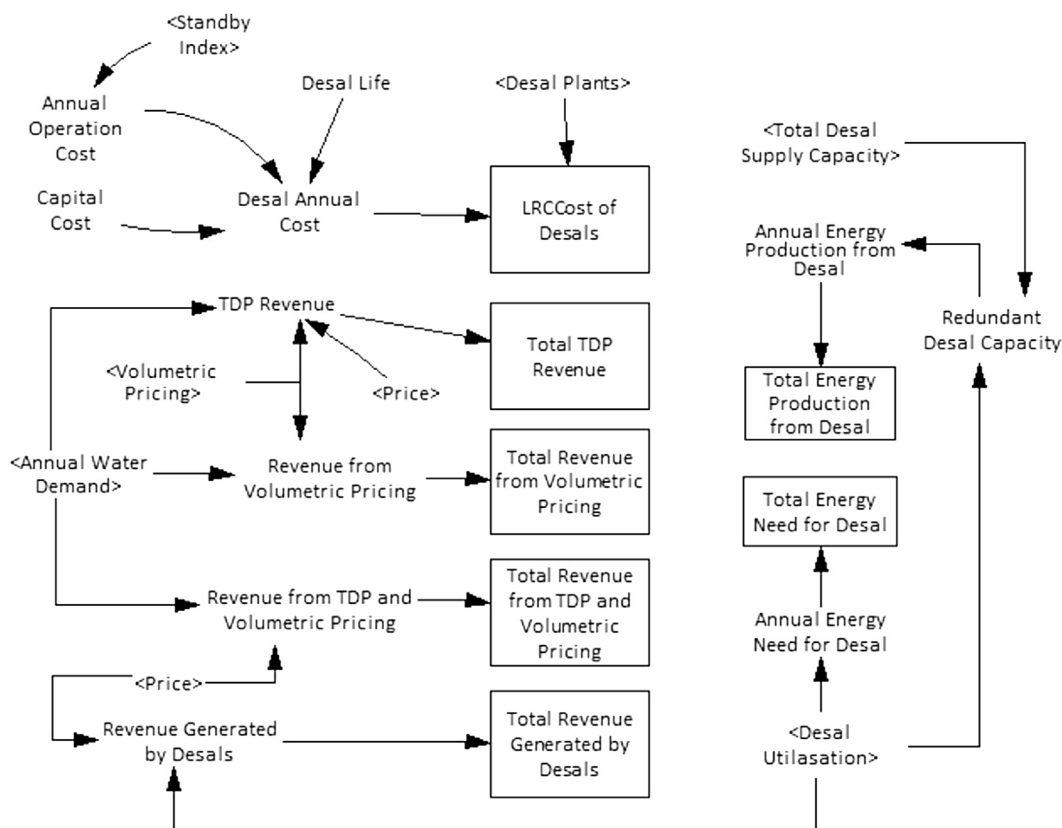 <Standby
Index>
Annual
Operation
Cost
Desal Life
<Desal Plants>
Capital
Cost
Desal Annual
Cost
LRCCost of
Desals
TDP Revenue
Total TDP
Revenue
<Volumetric
Pricing>
<Price>
<Annual Water
Demand>
Revenue from
Volumetric Pricing
Total Revenue
from Volumetric
Pricing
Revenue from TDP and
Volumetric Pricing
Total Revenue
from TDP and
Volumetric
Pricing
<Price>
Revenue Generated
by Desals
Total Revenue
Generated by
Desals
<Total Desal
Supply Capacity>
Annual Energy
Production from
Desal
Redundant
Desal Capacity
Total Energy
Production
from Desal
Total Energy
Need for Desal
Annual Energy
Need for Desal
<Desal
Utilasation>